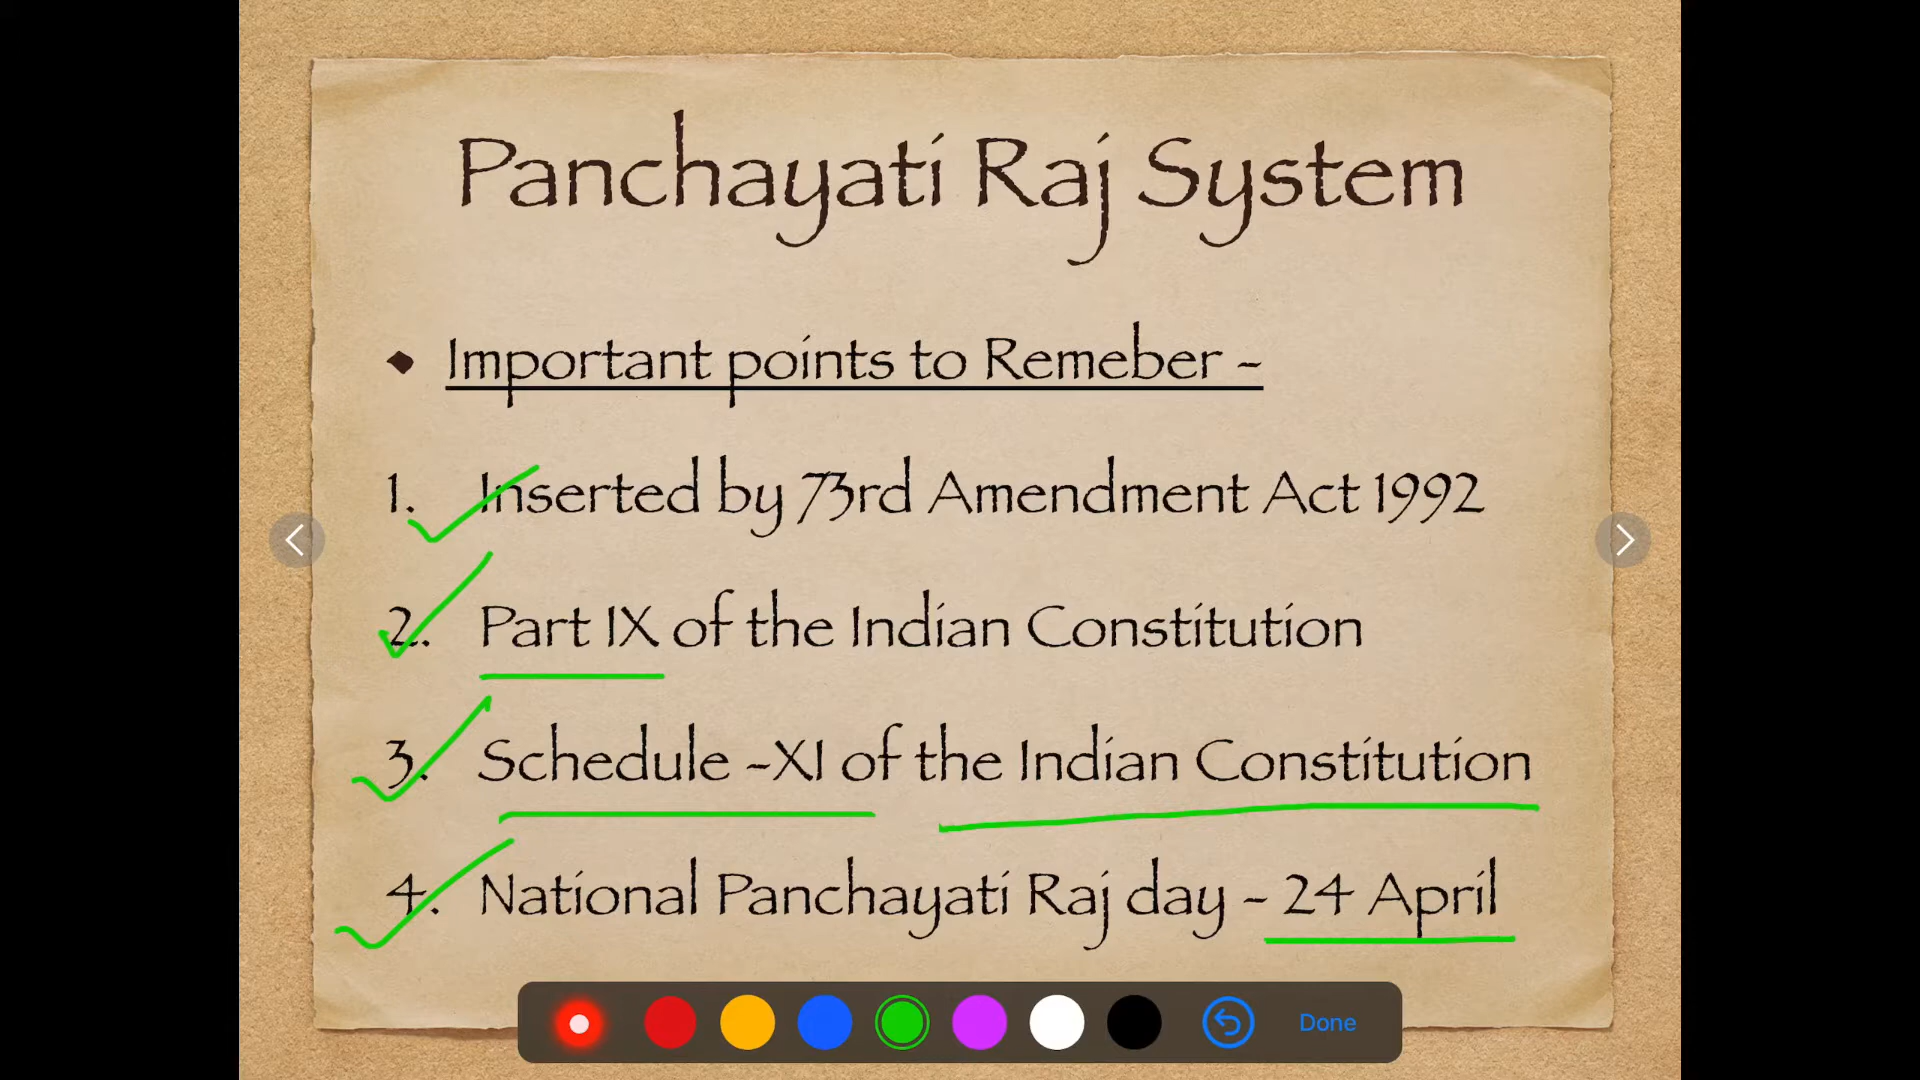 Panchayati Raj System
Important points to Remeber -
1. Inserted by 73rd Amendment Act 1992
2. Part IX of the Indian Constitution
3. Schedule -XI of the Indian Constitution
4. National Panchayati Raj day - 24 April
Done